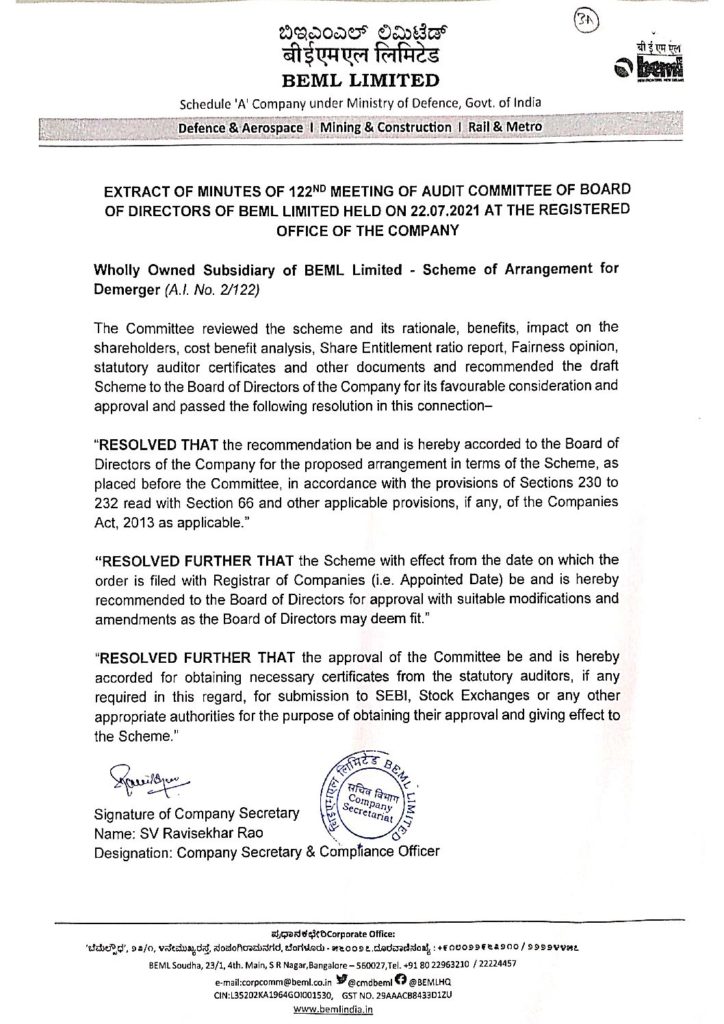 3A
ಬಿಇಎಂಎಲ್ ಲಿಮಿಟೆಡ್
बीईएमएल लिमिटेड
BEML LIMITED
बी ई एम एल
beml
NEW FRONTIERS. NEW DREAMS.
Schedule 'A' Company under Ministry of Defence, Govt. of India
Defence & Aerospace I Mining & Construction I Rail & Metro
EXTRACT OF MINUTES OF 122ND MEETING OF AUDIT COMMITTEE OF BOARD
OF DIRECTORS OF BEML LIMITED HELD ON 22.07.2021 AT THE REGISTERED
OFFICE OF THE COMPANY
Wholly Owned Subsidiary of BEML Limited - Scheme of Arrangement for
Demerger (A.I. No. 2/122)
The Committee reviewed the scheme and its rationale, benefits, impact on the
shareholders, cost benefit analysis, Share Entitlement ratio report, Fairness opinion,
statutory auditor certificates and other documents and recommended the draft
Scheme to the Board of Directors of the Company for its favourable consideration and
approval and passed the following resolution in this connection–
“RESOLVED THAT the recommendation be and is hereby accorded to the Board of
Directors of the Company for the proposed arrangement in terms of the Scheme, as
placed before the Committee, in accordance with the provisions of Sections 230 to
232 read with Section 66 and other applicable provisions, if any, of the Companies
Act, 2013 as applicable.”
“RESOLVED FURTHER THAT the Scheme with effect from the date on which the
order is filed with Registrar of Companies (i.e. Appointed Date) be and is hereby
recommended to the Board of Directors for approval with suitable modifications and
amendments as the Board of Directors may deem fit.”
“RESOLVED FURTHER THAT the approval of the Committee be and is hereby
accorded for obtaining necessary certificates from the statutory auditors, if any
required in this regard, for submission to SEBI, Stock Exchanges or any other
appropriate authorities for the purpose of obtaining their approval and giving effect to
the Scheme.”
बीईएमएल लिमिटेड BEML LIMITED
सचिव विभाग
Company
Secretariat
Signature of Company Secretary
Name: SV Ravisekhar Rao
Designation: Company Secretary & Compliance Officer
ಪ್ರಧಾನಕಛೇರಿCorporate Office:
BEML Soudha, 23/1, 4th. Main, S R Nagar,Bangalore – 560027,Tel. +91 80 22963210 / 22224457
e-mail:corpcomm@beml.co.in @cmdbeml @BEMLHQ
CIN:L35202KA1964GOI001530, GST NO. 29AAACB8433D1ZU
www.bemlindia.in